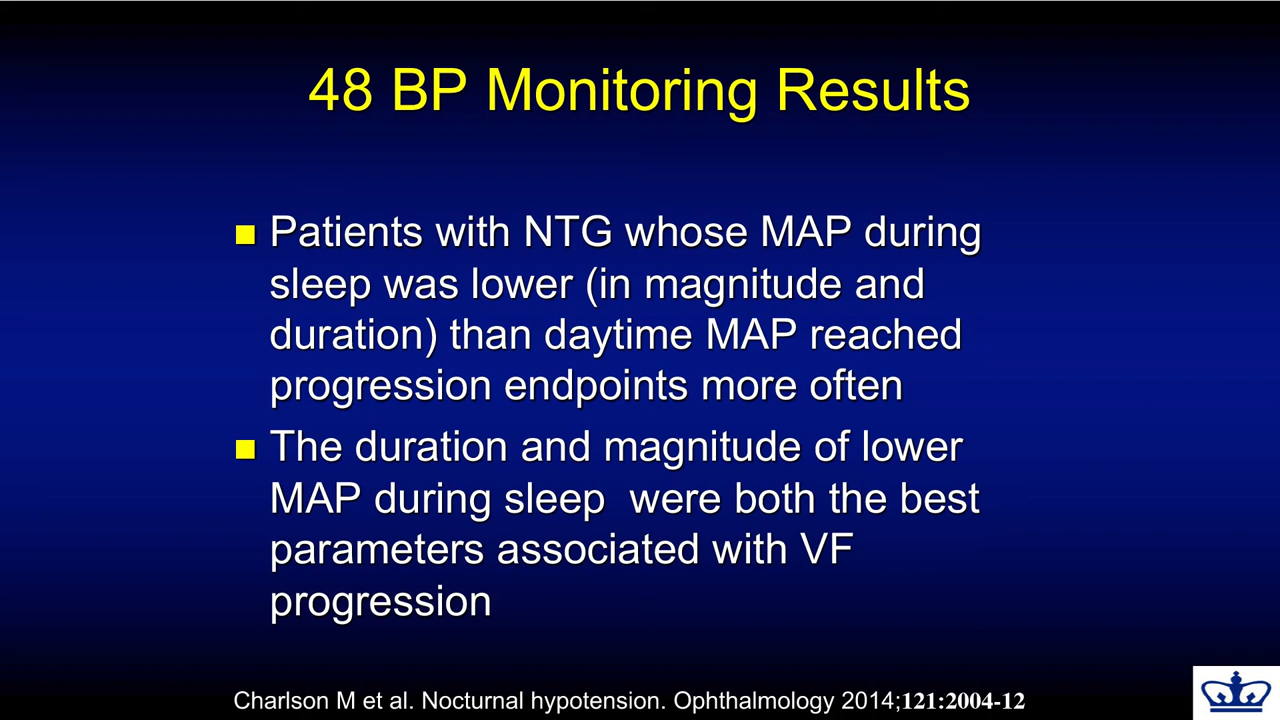 48 BP Monitoring Results
Patients with NTG whose MAP during
sleep was lower (in magnitude and
duration) than daytime MAP reached
progression endpoints more often
The duration and magnitude of lower
MAP during sleep  were both the best
parameters associated with VF
progression
Charlson M et al. Nocturnal hypotension. Ophthalmology 2014;121:2004-12